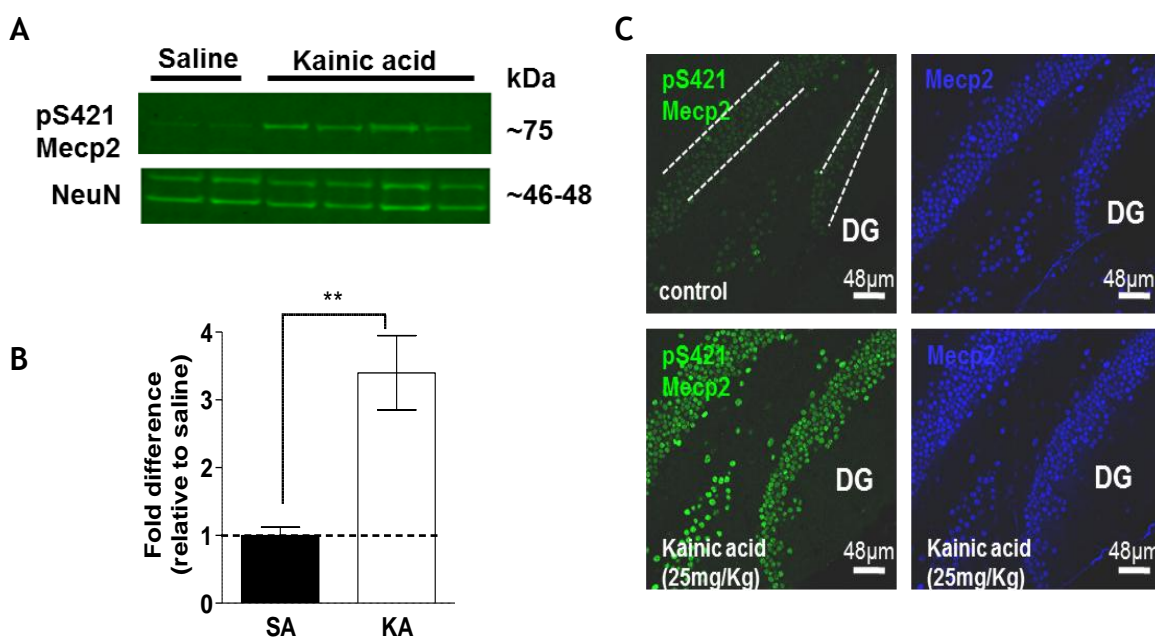 A
Saline
Kainic acid
kDa
pS421
Mecp2
~75
NeuN
~46-48
B
**
Fold difference
(relative to saline)
4
3
2
1
0
SA
KA
C
pS421
Mecp2
DG
control
48µm
Mecp2
DG
48µm
pS421
Mecp2
DG
Kainic acid
(25mg/Kg)
48µm
Mecp2
DG
Kainic acid
(25mg/Kg)
48µm